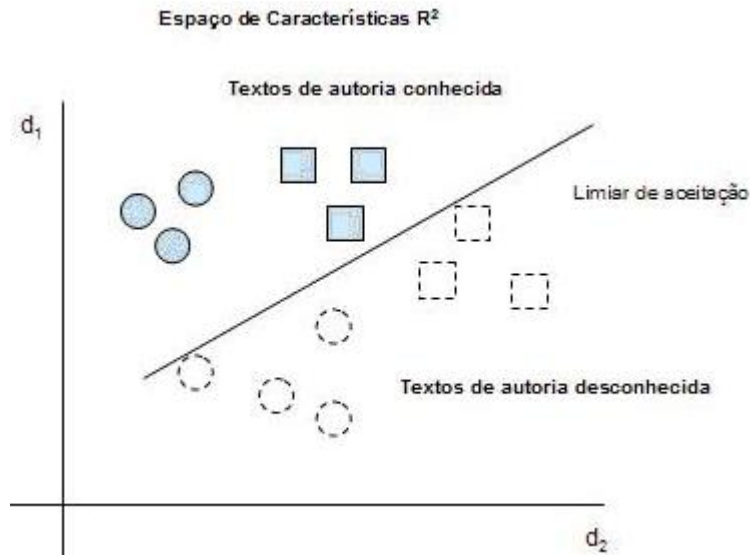 Espaço de Características R²
Textos de autoria conhecida
d₁
Limiar de aceitação
Textos de autoria desconhecida
d₂